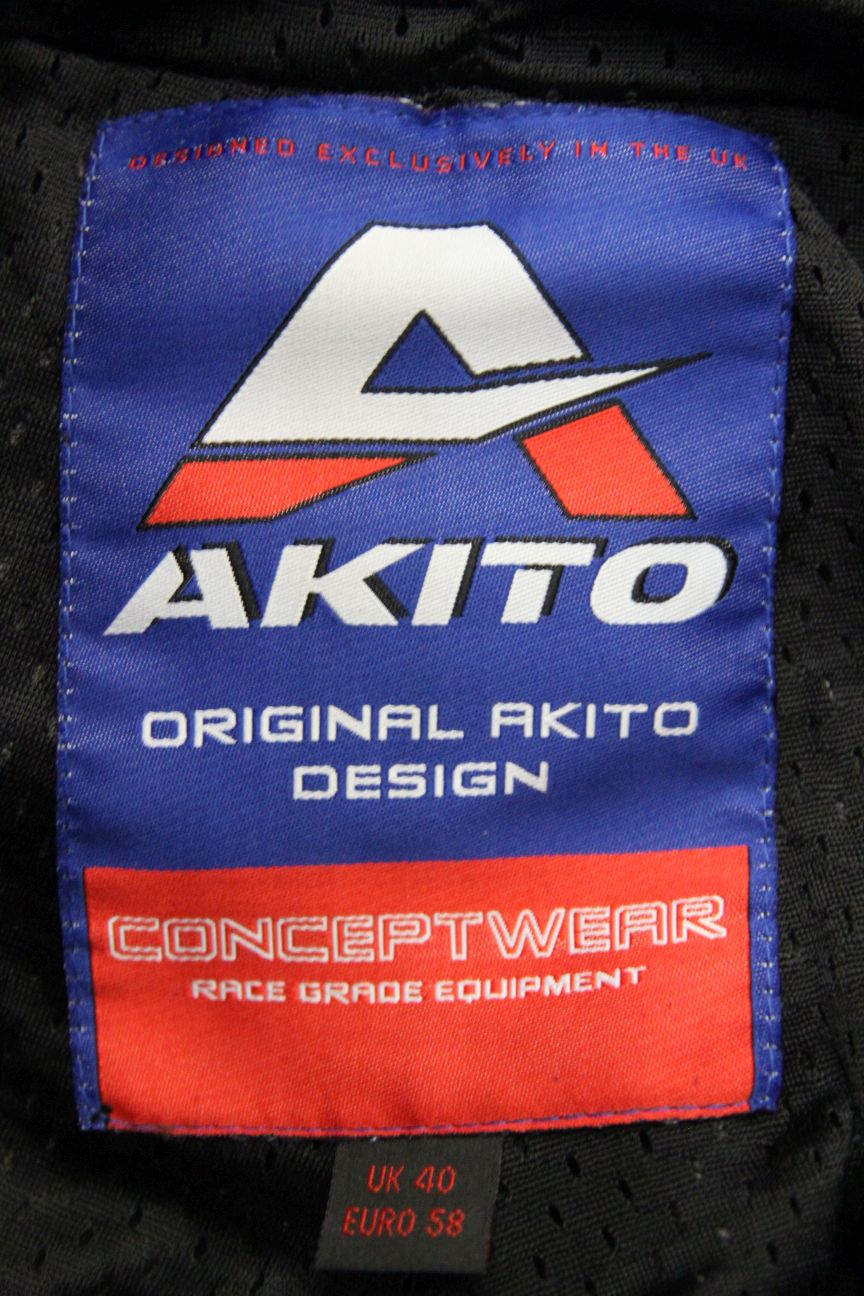 DESIGNED EXCLUSIVELY IN THE UK
AKITO
ORIGINAL AKITO
DESIGN
CONCEPTWEAR
RACE GRADE EQUIPMENT
UK 40
EURO 58